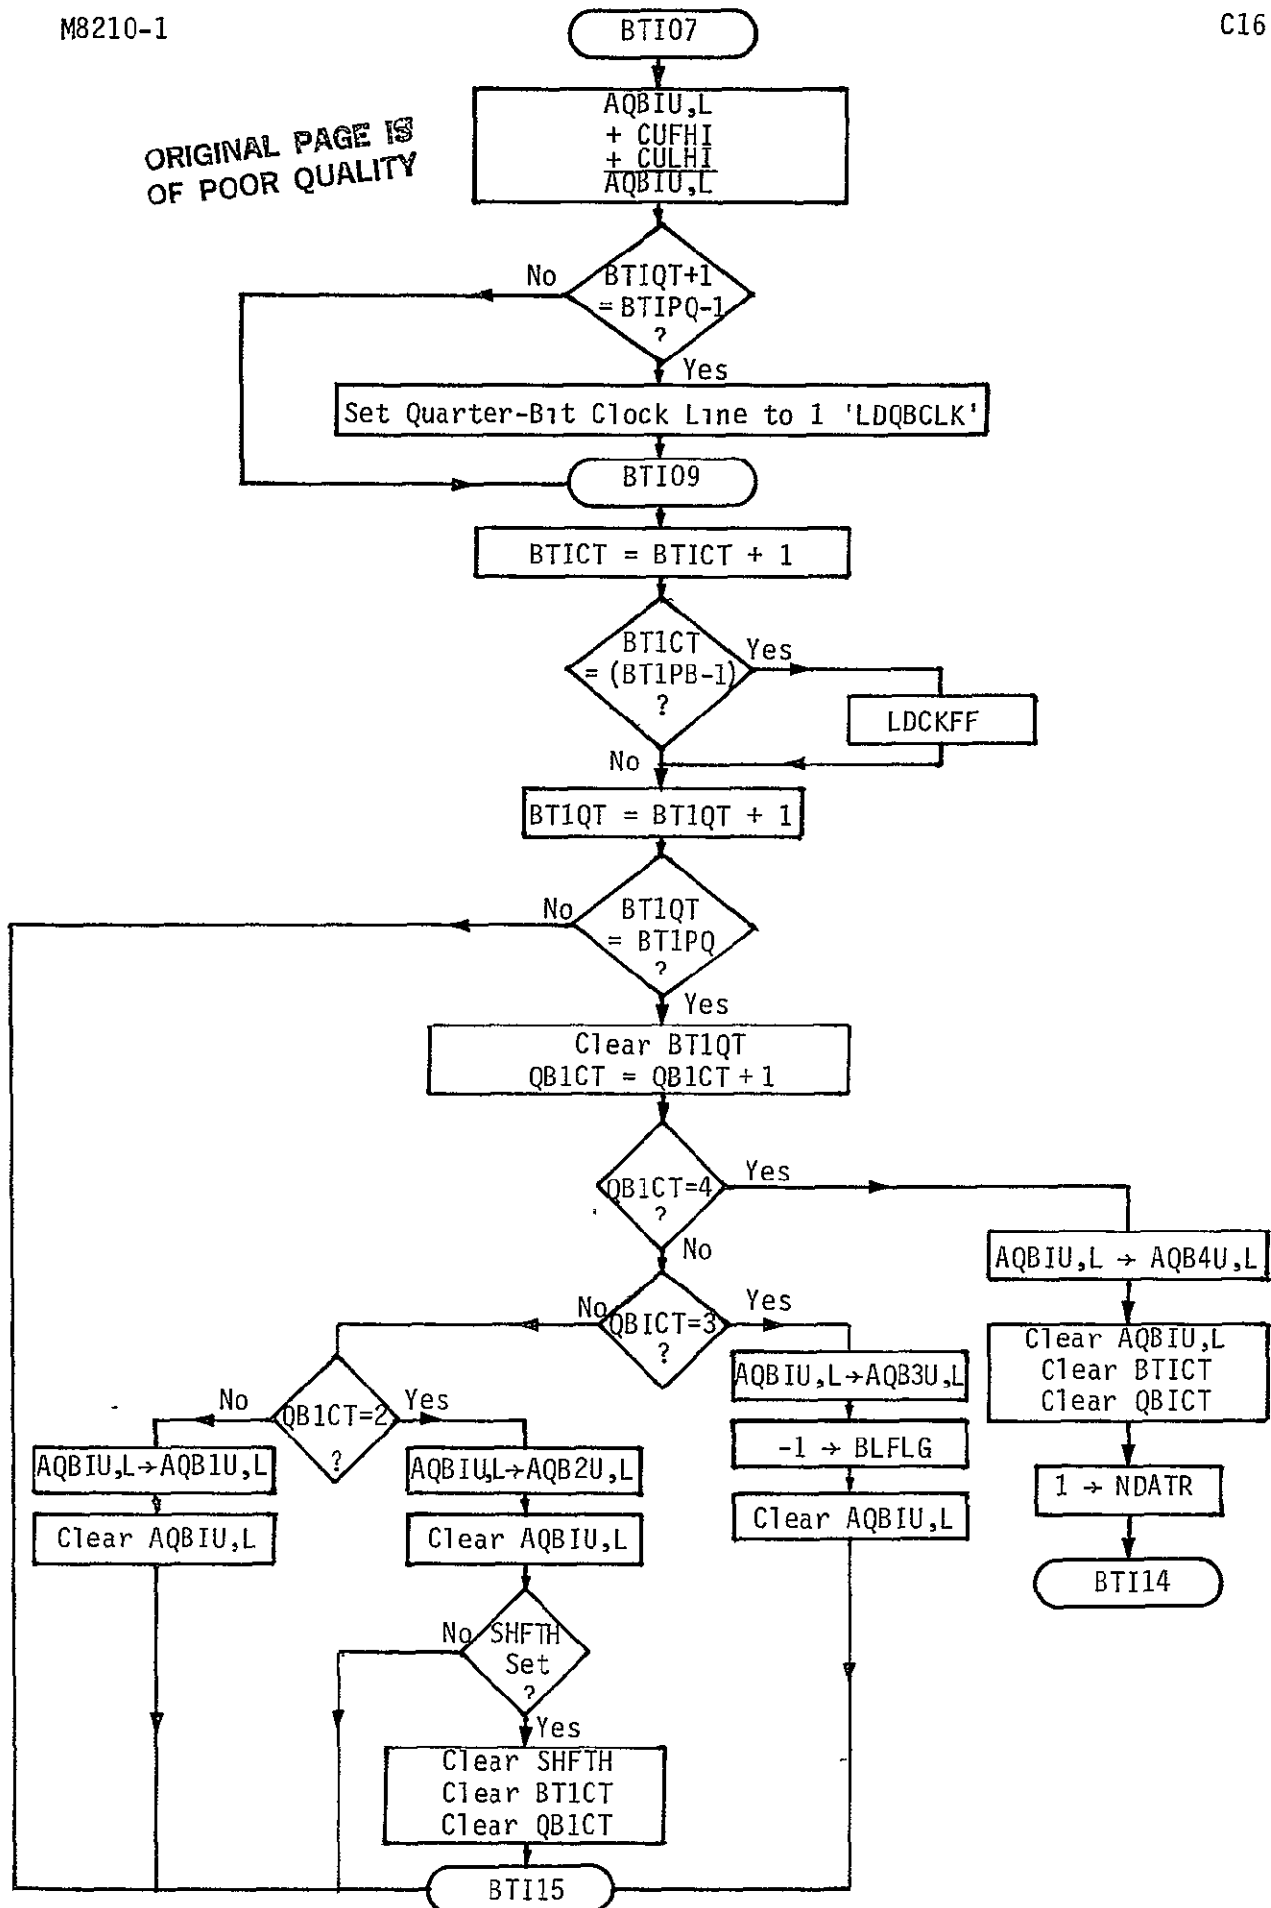 M8210-1
C16
ORIGINAL PAGE IS
OF POOR QUALITY
BTI07
AQBIU,L
+ CUFHI
+ CULHI
AQBIU,L
No
BTIQT+1
= BTIPQ-1
?
Yes
Set Quarter-Bit Clock Line to 1 'LDQBCLK'
BTI09
BTICT = BTICT + 1
BT1CT
= (BT1PB-1)
?
Yes
LDCKFF
No
BT1QT = BT1QT + 1
No
BT1QT
= BT1PQ
?
Yes
Clear BT1QT
QB1CT = QB1CT + 1
QB1CT=4
?
Yes
No
AQBIU,L → AQB4U,L
Clear AQBIU,L
Clear BTICT
Clear QBICT
1 → NDATR
BTI14
No
QBICT=3
?
Yes
AQBIU,L→AQB3U,L
-1 → BLFLG
Clear AQBIU,L
No
QB1CT=2
?
Yes
AQBIU,L→AQB1U,L
Clear AQBIU,L
AQBIU,L→AQB2U,L
Clear AQBIU,L
No
SHFTH
Set
?
Yes
Clear SHFTH
Clear BT1CT
Clear QB1CT
BTI15